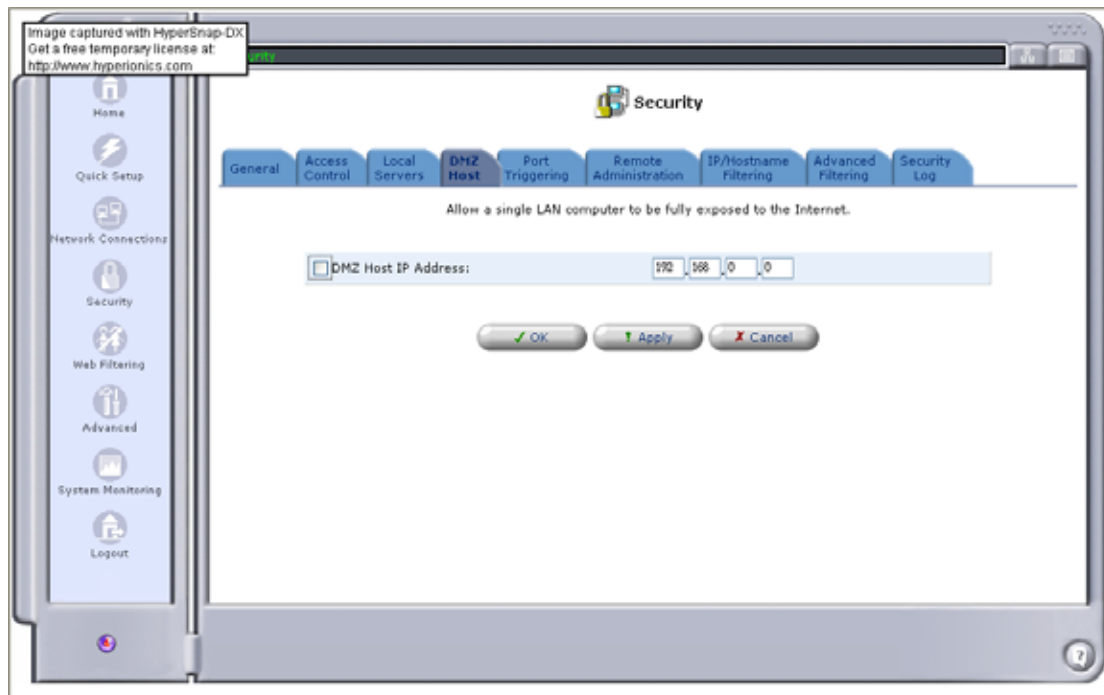 Image captured with HyperSnap-DX
Get a free temporary license at:
http://www.hyperionics.com
Security
Home
Quick Setup
Network Connections
Security
Web Filtering
Advanced
System Monitoring
Logout
General
Access Control
Local Servers
DMZ Host
Port Triggering
Remote Administration
IP/Hostname Filtering
Advanced Filtering
Security Log
Allow a single LAN computer to be fully exposed to the Internet.
DMZ Host IP Address: 192 . 168 . 0 . 0
OK
Apply
Cancel